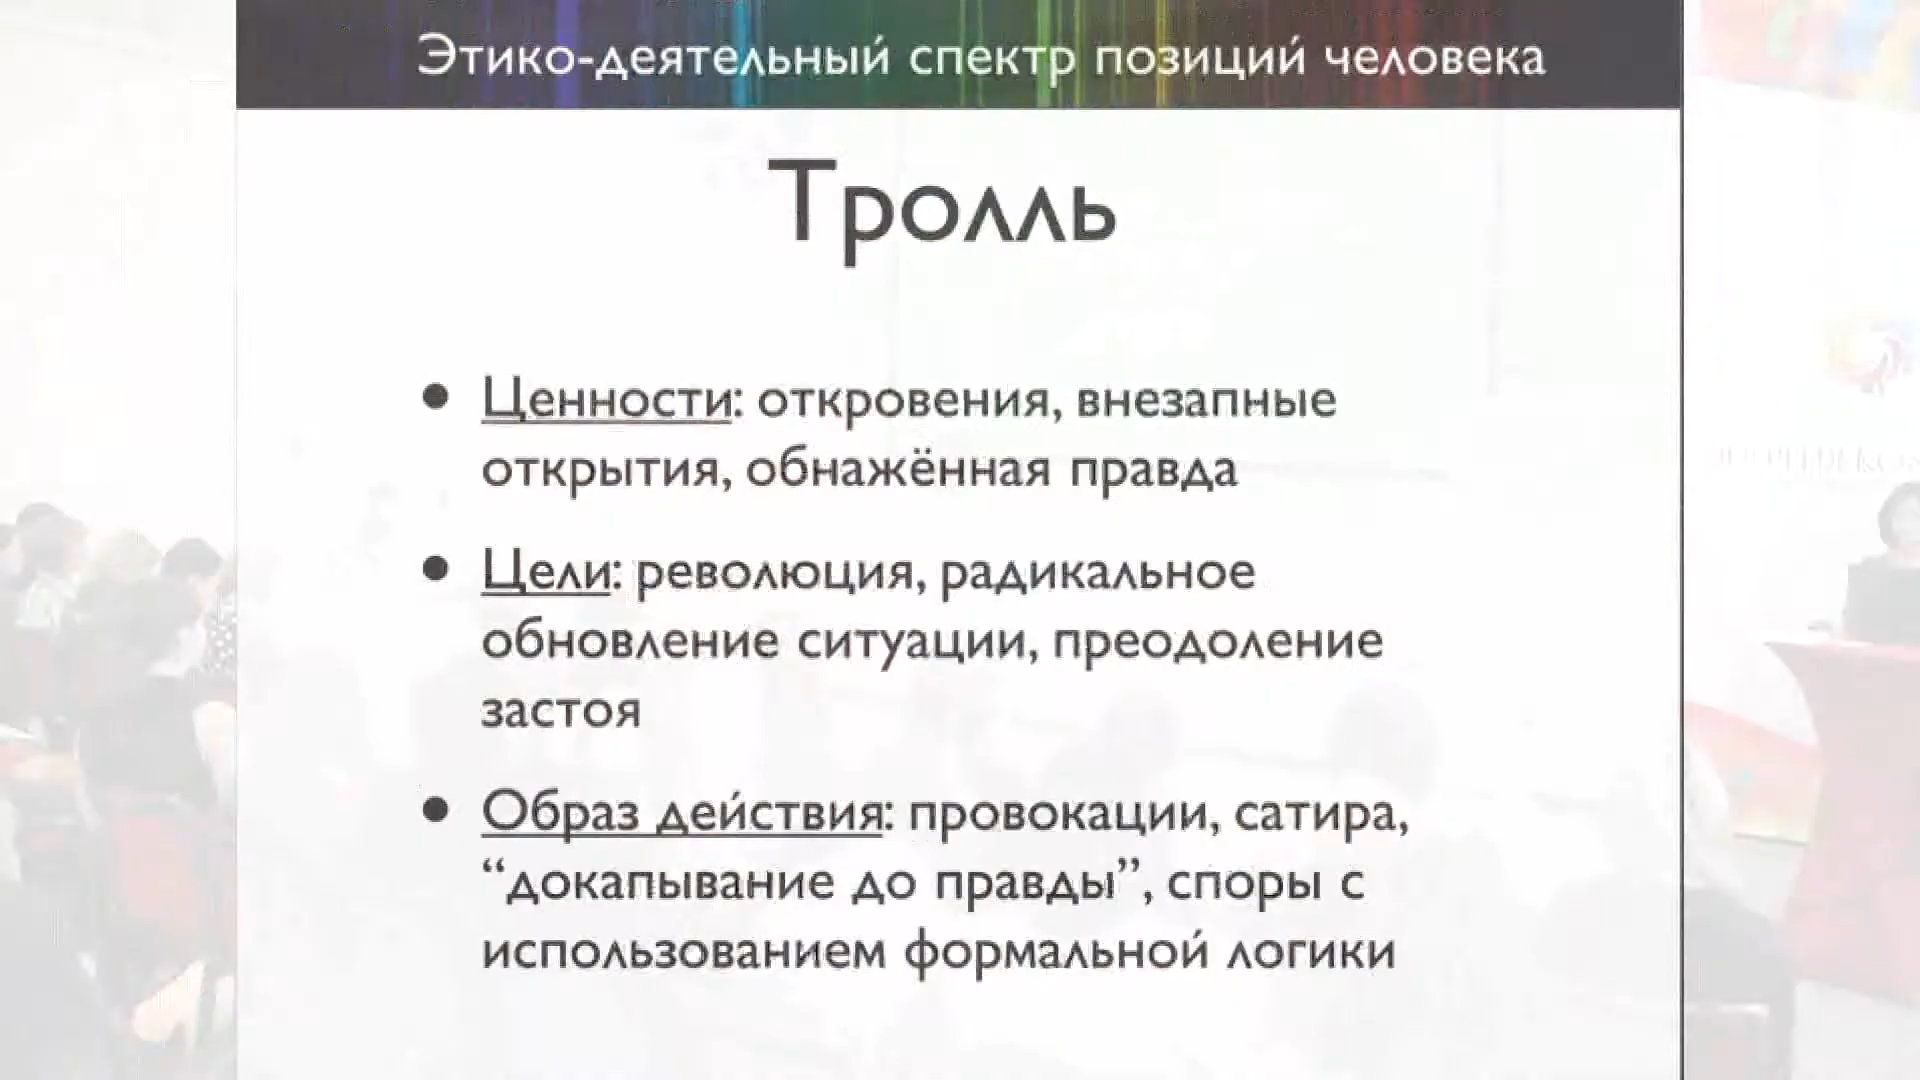 Этико-деятельный спектр позиций человека
Тролль
• Ценности: откровения, внезапные
открытия, обнажённая правда
• Цели: революция, радикальное
обновление ситуации, преодоление
застоя
• Образ действия: провокации, сатира,
“докапывание до правды”, споры с
использованием формальной логики